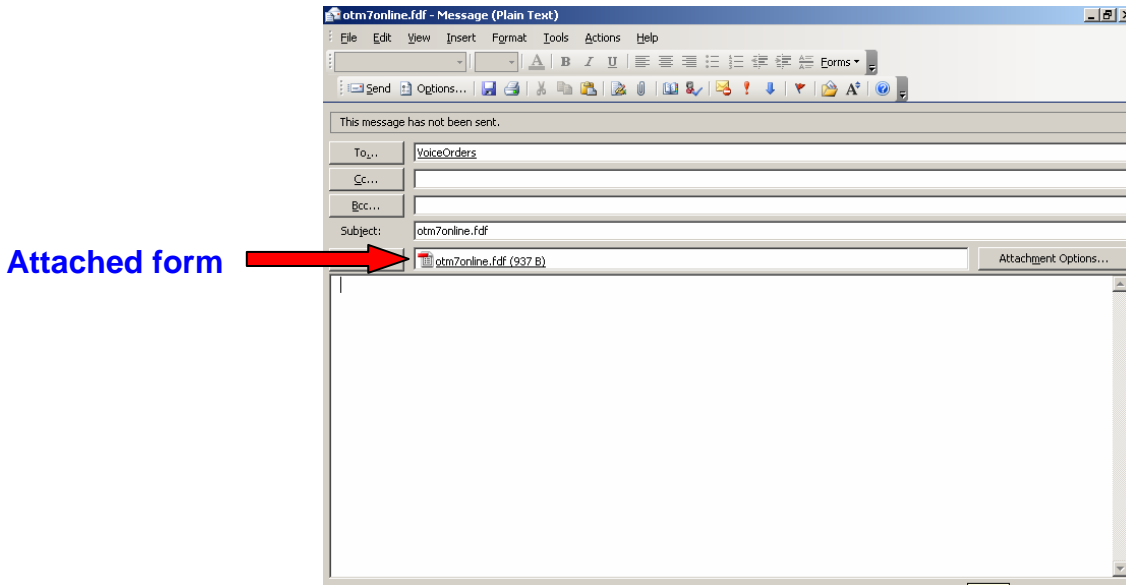 otm7online.fdf - Message (Plain Text)
File Edit View Insert Format Tools Actions Help
A B I U Forms
Send Options... A
This message has not been sent.
To... VoiceOrders
Cc...
Bcc...
Subject: otm7online.fdf
Attached form
otm7online.fdf (937 B) Attachment Options...